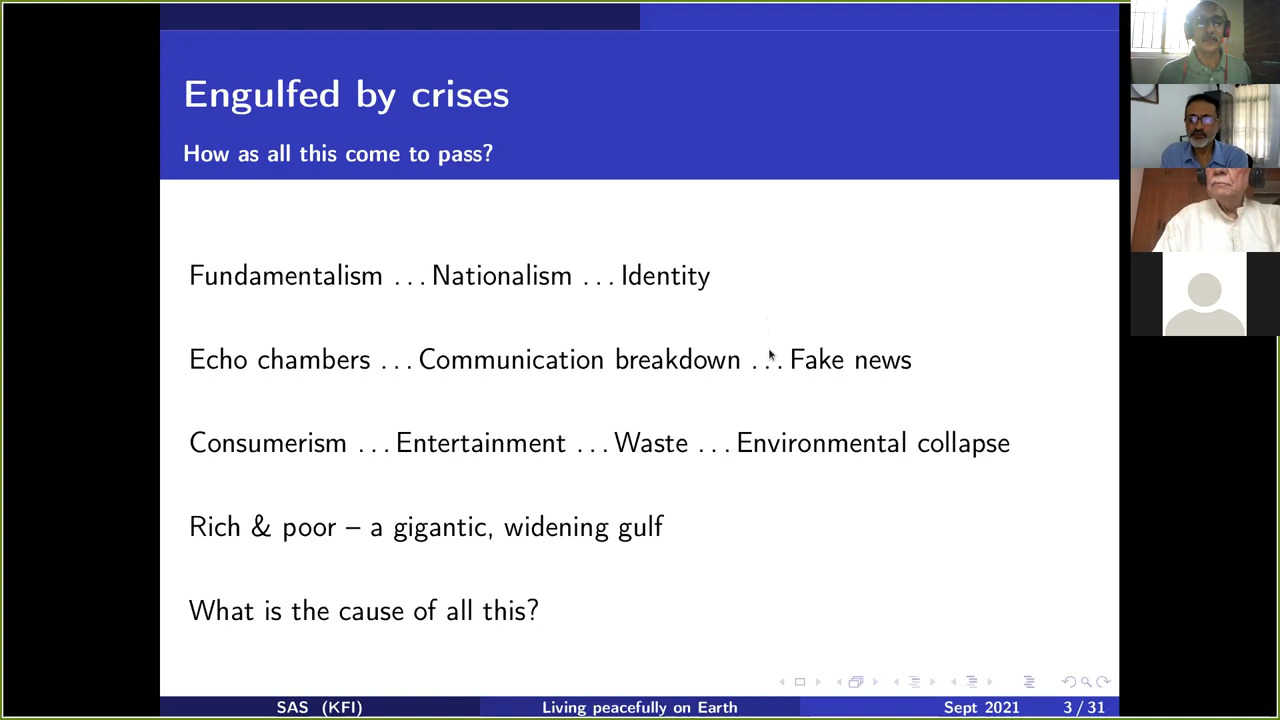 Engulfed by crises
How as all this come to pass?
Fundamentalism ... Nationalism ... Identity
Echo chambers ... Communication breakdown ... Fake news
Consumerism ... Entertainment ... Waste ... Environmental collapse
Rich & poor – a gigantic, widening gulf
What is the cause of all this?
SAS (KFI) Living peacefully on Earth Sept 2021 3 / 31